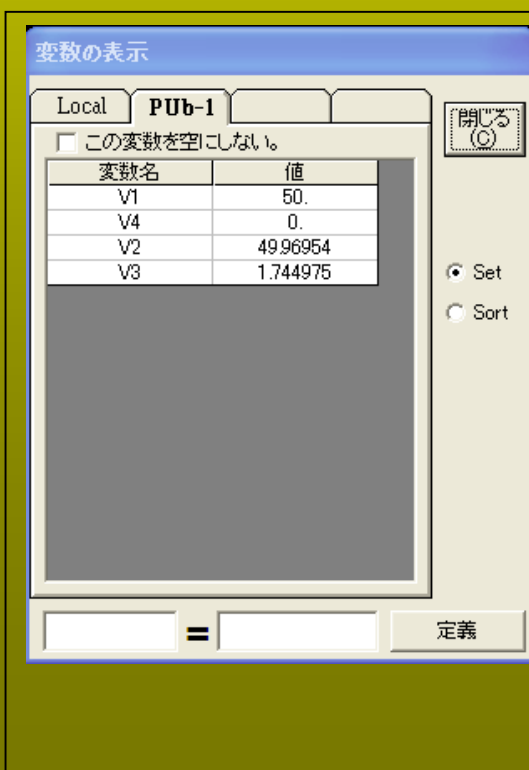 変数の表示
Local PUb-1
閉じる
(C)
この変数を空にしない。
変数名 値
V1 50.
V4 0.
V2 49.96954
V3 1.744975
Set
Sort
= 定義